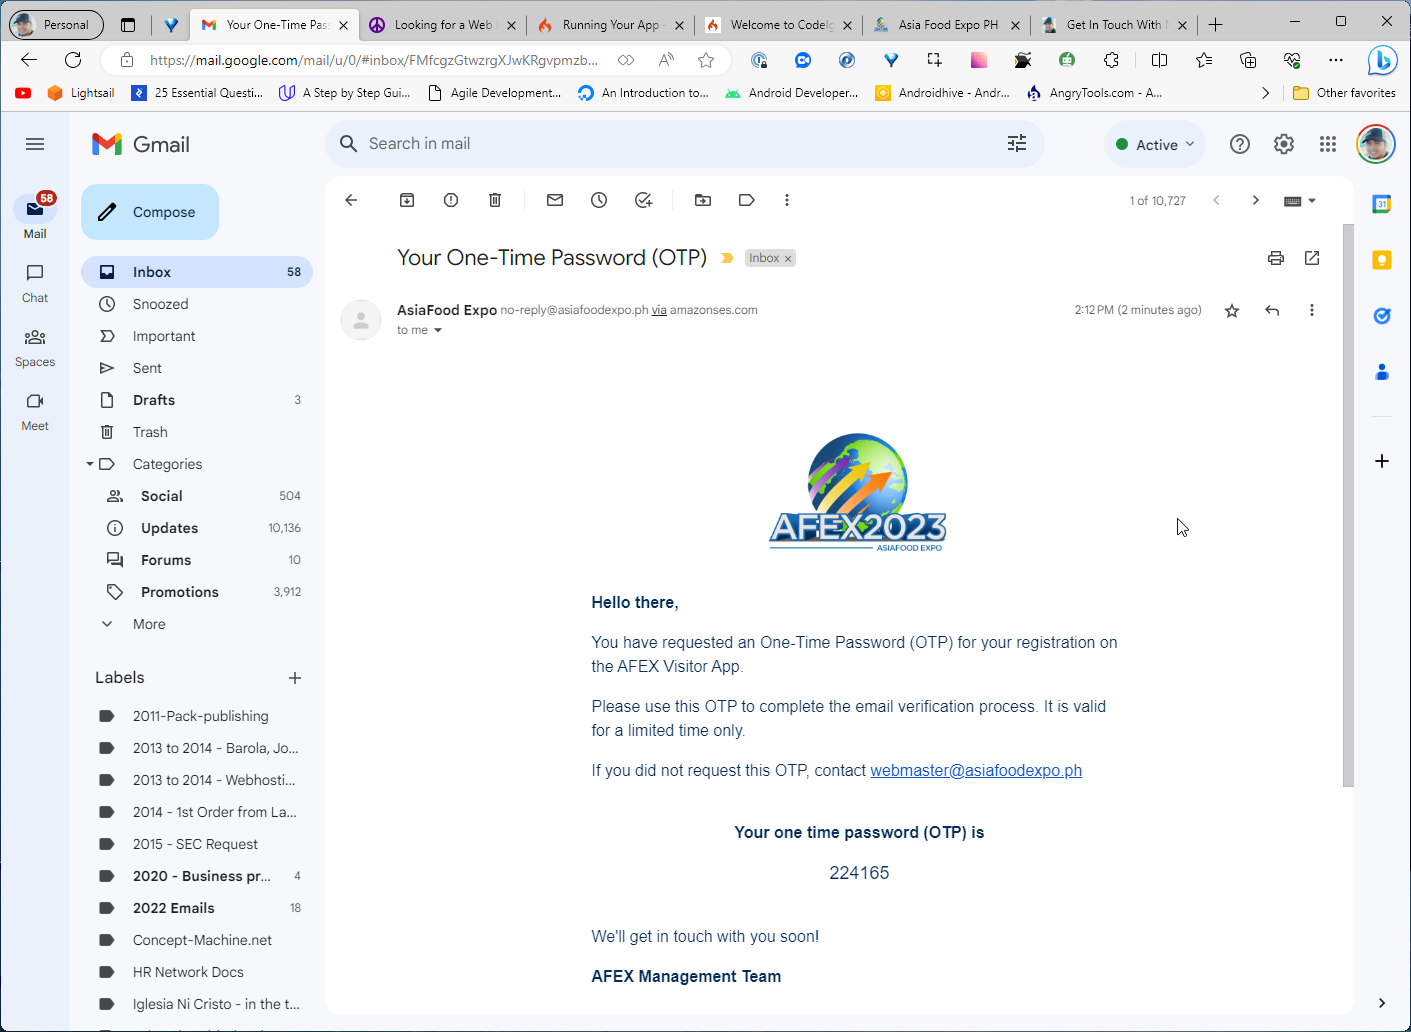 Personal
Your One-Time Pas
Looking for a Web
Running Your App -
Welcome to CodeIg
Asia Food Expo PH
Get In Touch With
https://mail.google.com/mail/u/0/#inbox/FMfcgzGtwzrgXJwKRgvpmzb...
Lightsail
25 Essential Questi...
A Step by Step Gui...
Agile Development...
An Introduction to...
Android Developer...
Androidhive - Andr...
AngryTools.com - A...
Other favorites
Gmail
Search in mail
Active
58
Mail
Chat
Spaces
Meet
Compose
Inbox 58
Snoozed
Important
Sent
Drafts 3
Trash
Categories
Social 504
Updates 10,136
Forums 10
Promotions 3,912
More
Labels
2011-Pack-publishing
2013 to 2014 - Barola, Jo...
2013 to 2014 - Webhosti...
2014 - 1st Order from La...
2015 - SEC Request
2020 - Business pr... 4
2022 Emails 18
Concept-Machine.net
HR Network Docs
Iglesia Ni Cristo - in the t...
1 of 10,727
Your One-Time Password (OTP)
Inbox
AsiaFood Expo no-reply@asiafoodexpo.ph via amazonses.com
2:12 PM (2 minutes ago)
to me
31
AFEX2023
ASIAFOOD EXPO
Hello there,
You have requested an One-Time Password (OTP) for your registration on
the AFEX Visitor App.
Please use this OTP to complete the email verification process. It is valid
for a limited time only.
If you did not request this OTP, contact webmaster@asiafoodexpo.ph
Your one time password (OTP) is
224165
We'll get in touch with you soon!
AFEX Management Team